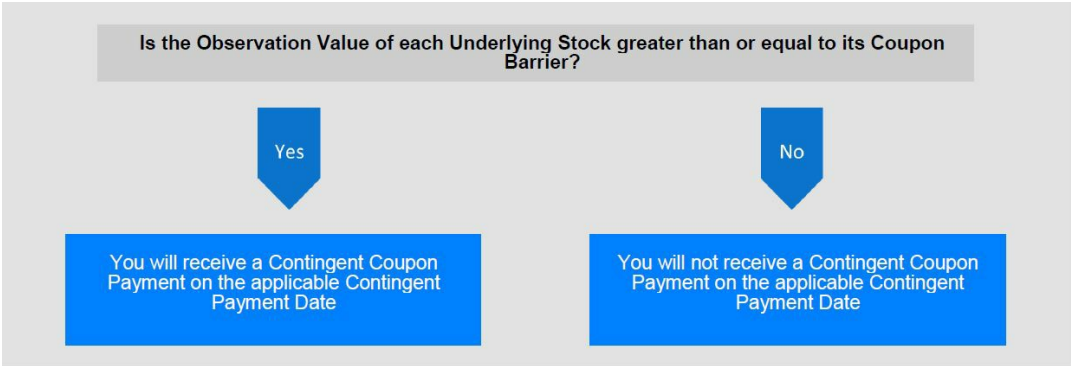 Is the Observation Value of each Underlying Stock greater than or equal to its Coupon
Barrier?
Yes
No
You will receive a Contingent Coupon
Payment on the applicable Contingent
Payment Date
You will not receive a Contingent Coupon
Payment on the applicable Contingent
Payment Date